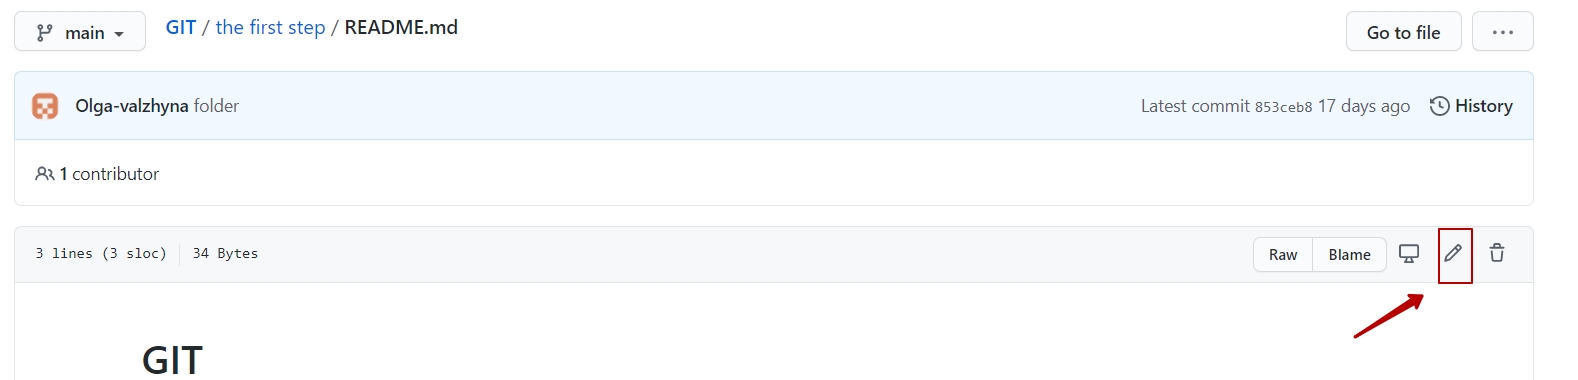 main
GIT / the first step / README.md
Go to file
...
Olga-valzhyna folder
Latest commit 853ceb8 17 days ago
History
1 contributor
3 lines (3 sloc)
34 Bytes
Raw
Blame
GIT